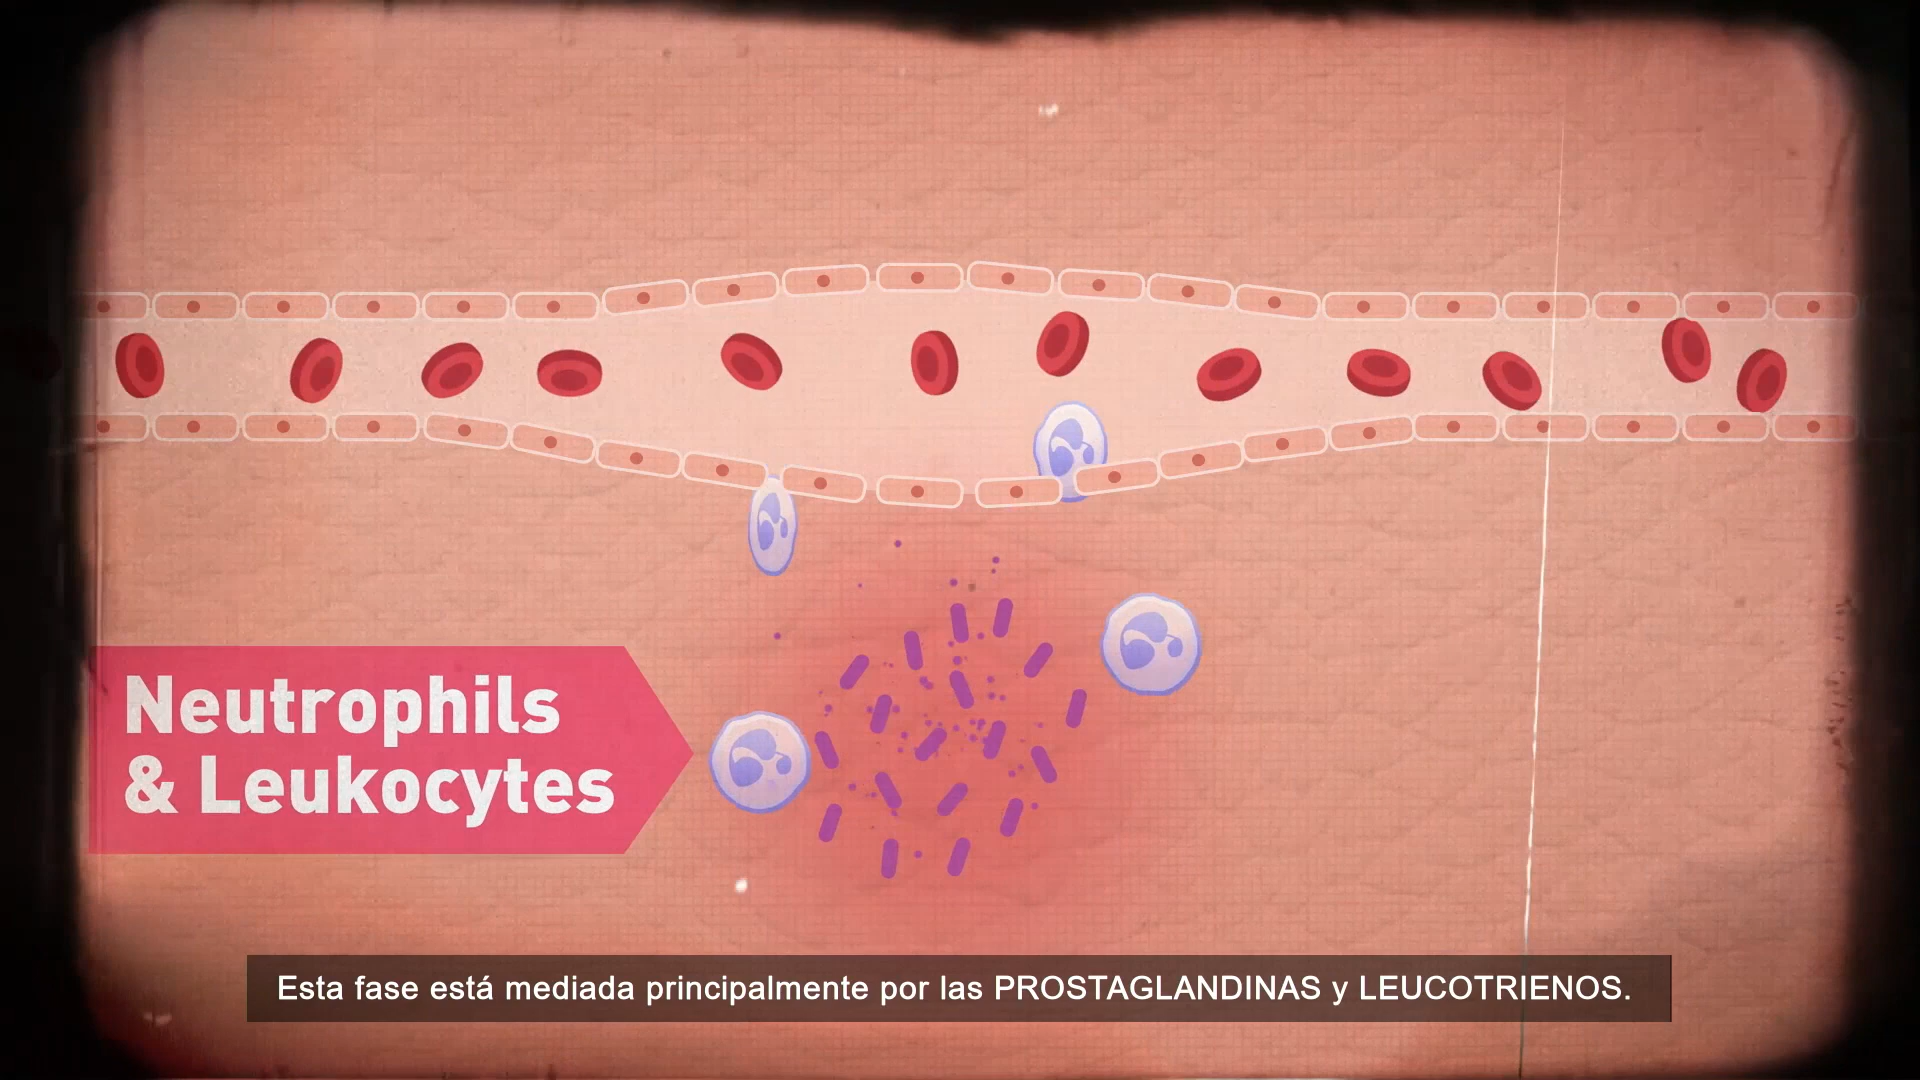 Neutrophils
& Leukocytes
Esta fase está mediada principalmente por las PROSTAGLANDINAS y LEUCOTRIENOS.